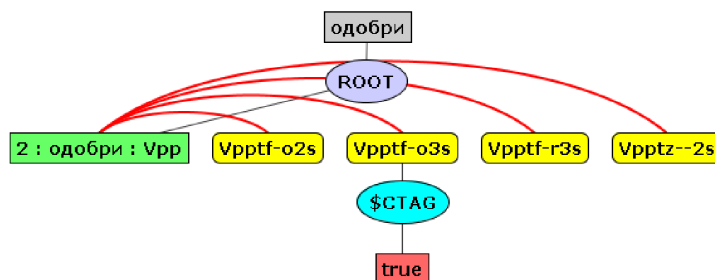 одобри
ROOT
2 : одобри : Vpp Vpptf-o2s Vpptf-o3s Vpptf-r3s Vpptz--2s
$CTAG
true